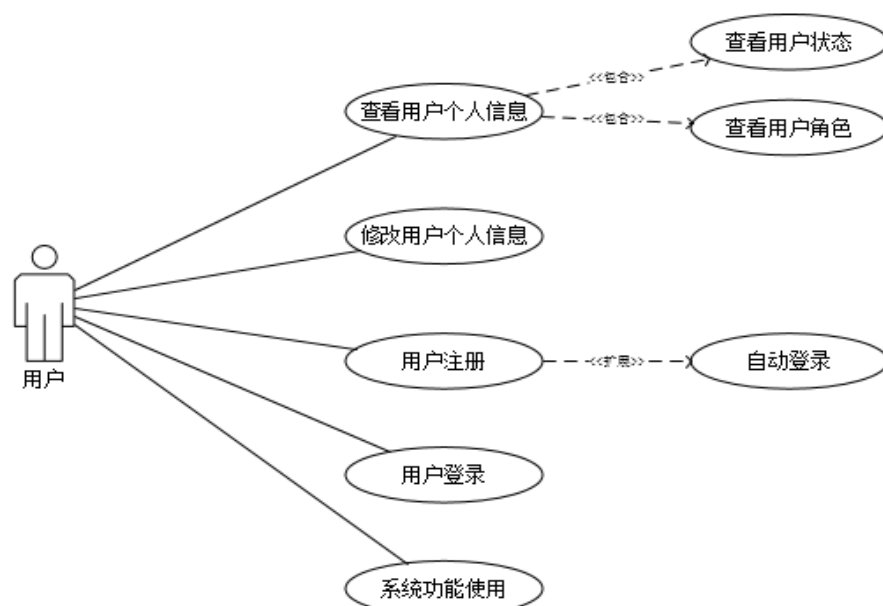 查看用户状态
<<包含>>
查看用户个人信息
<<包含>>
查看用户角色
修改用户个人信息
用户
用户注册
<<扩展>>
自动登录
用户登录
系统功能使用